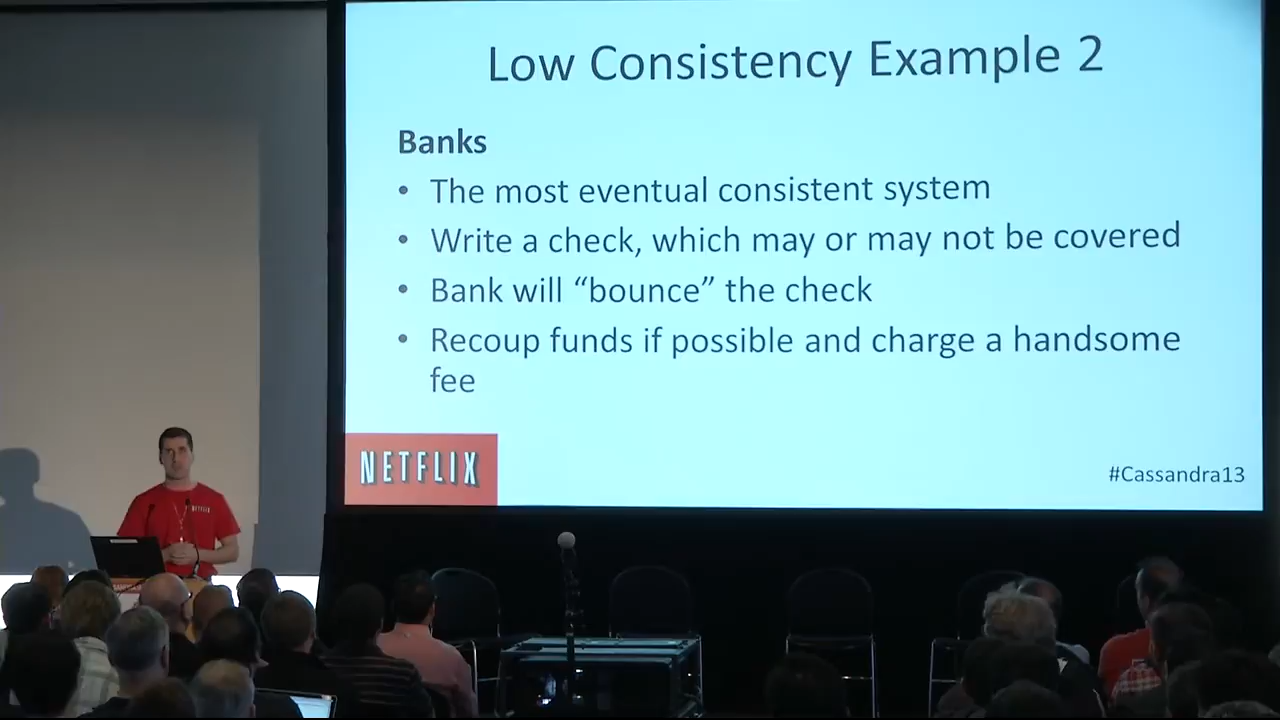 Low Consistency Example 2
Banks
• The most eventual consistent system
• Write a check, which may or may not be covered
• Bank will “bounce” the check
• Recoup funds if possible and charge a handsome
fee
NETFLIX
#Cassandra13
NETFLIX